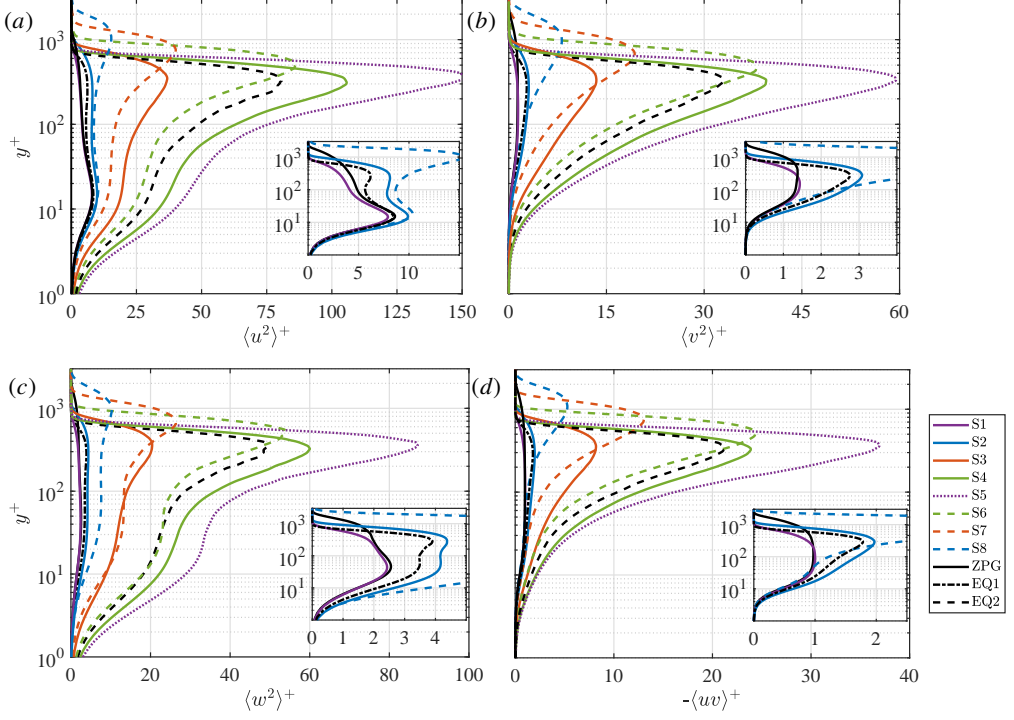 (a)
(b)
10³
10²
10¹
10⁰
y⁺
0 25 50 75 100 125 150
⟨u²⟩⁺
10³
10²
10¹
0 5 10
0 15 30 45 60
⟨v²⟩⁺
10³
10²
10¹
0 1 2 3
(c)
(d)
10³
10²
10¹
10⁰
y⁺
0 20 40 60 80 100
⟨w²⟩⁺
10³
10²
10¹
0 1 2 3 4
0 10 20 30 40
-⟨uv⟩⁺
10³
10²
10¹
0 1 2
S1
S2
S3
S4
S5
S6
S7
S8
ZPG
EQ1
EQ2